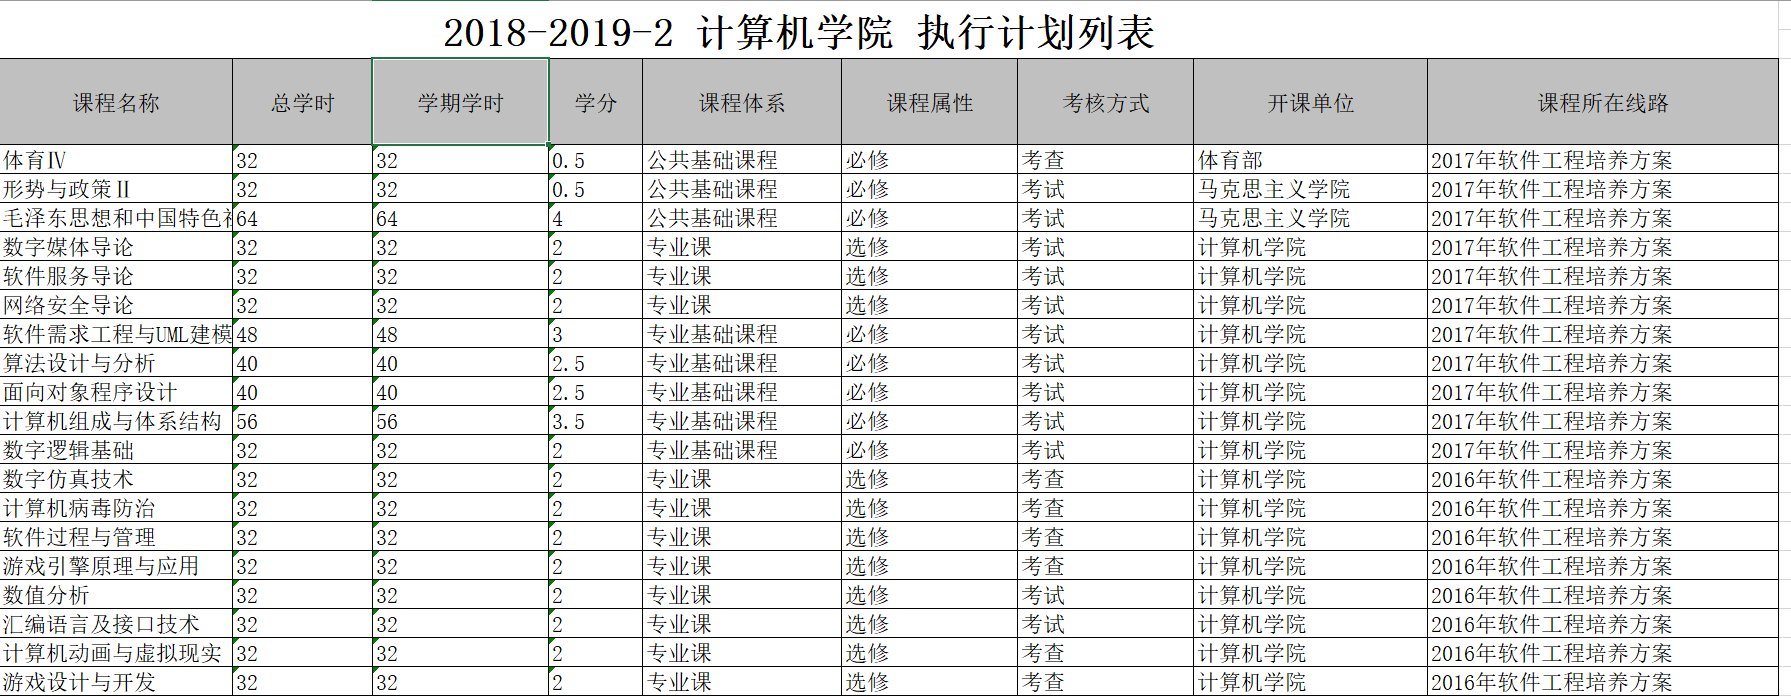 2018-2019-2 计算机学院 执行计划列表
课程名称 总学时 学期学时 学分 课程体系 课程属性 考核方式 开课单位 课程所在线路
体育Ⅳ 32 32 0.5 公共基础课程 必修 考查 体育部 2017年软件工程培养方案
形势与政策Ⅱ 32 32 0.5 公共基础课程 必修 考试 马克思主义学院 2017年软件工程培养方案
毛泽东思想和中国特色 64 64 4 公共基础课程 必修 考试 马克思主义学院 2017年软件工程培养方案
数字媒体导论 32 32 2 专业课 选修 考试 计算机学院 2017年软件工程培养方案
软件服务导论 32 32 2 专业课 选修 考试 计算机学院 2017年软件工程培养方案
网络安全导论 32 32 2 专业课 选修 考试 计算机学院 2017年软件工程培养方案
软件需求工程与UML建模 48 48 3 专业基础课程 必修 考试 计算机学院 2017年软件工程培养方案
算法设计与分析 40 40 2.5 专业基础课程 必修 考试 计算机学院 2017年软件工程培养方案
面向对象程序设计 40 40 2.5 专业基础课程 必修 考试 计算机学院 2017年软件工程培养方案
计算机组成与体系结构 56 56 3.5 专业基础课程 必修 考试 计算机学院 2017年软件工程培养方案
数字逻辑基础 32 32 2 专业基础课程 必修 考试 计算机学院 2017年软件工程培养方案
数字仿真技术 32 32 2 专业课 选修 考查 计算机学院 2016年软件工程培养方案
计算机病毒防治 32 32 2 专业课 选修 考查 计算机学院 2016年软件工程培养方案
软件过程与管理 32 32 2 专业课 选修 考查 计算机学院 2016年软件工程培养方案
游戏引擎原理与应用 32 32 2 专业课 选修 考查 计算机学院 2016年软件工程培养方案
数值分析 32 32 2 专业课 选修 考试 计算机学院 2016年软件工程培养方案
汇编语言及接口技术 32 32 2 专业课 选修 考试 计算机学院 2016年软件工程培养方案
计算机动画与虚拟现实 32 32 2 专业课 选修 考查 计算机学院 2016年软件工程培养方案
游戏设计与开发 32 32 2 专业课 选修 考查 计算机学院 2016年软件工程培养方案